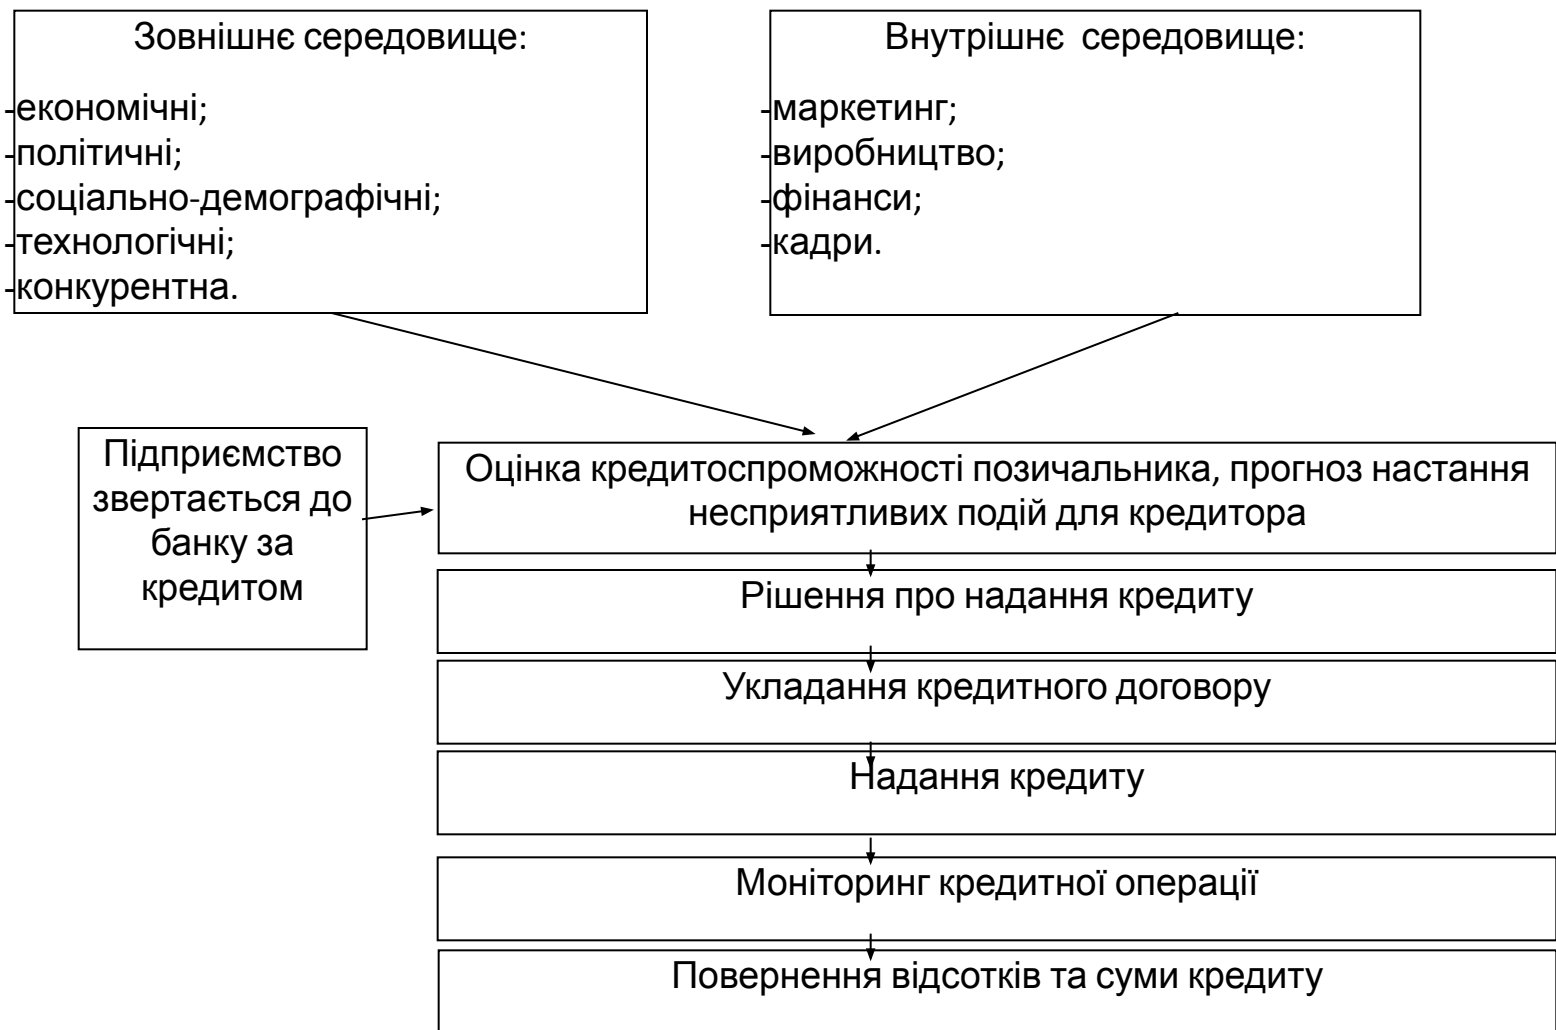 Зовнішнє середовище:
-економічні;
-політичні;
-соціально-демографічні;
-технологічні;
-конкурентна.
Внутрішнє середовище:
-маркетинг;
-виробництво;
-фінанси;
-кадри.
Підприємство
звертається до
банку за
кредитом
Оцінка кредитоспроможності позичальника, прогноз настання
несприятливих подій для кредитора
Рішення про надання кредиту
Укладання кредитного договору
Надання кредиту
Моніторинг кредитної операції
Повернення відсотків та суми кредиту